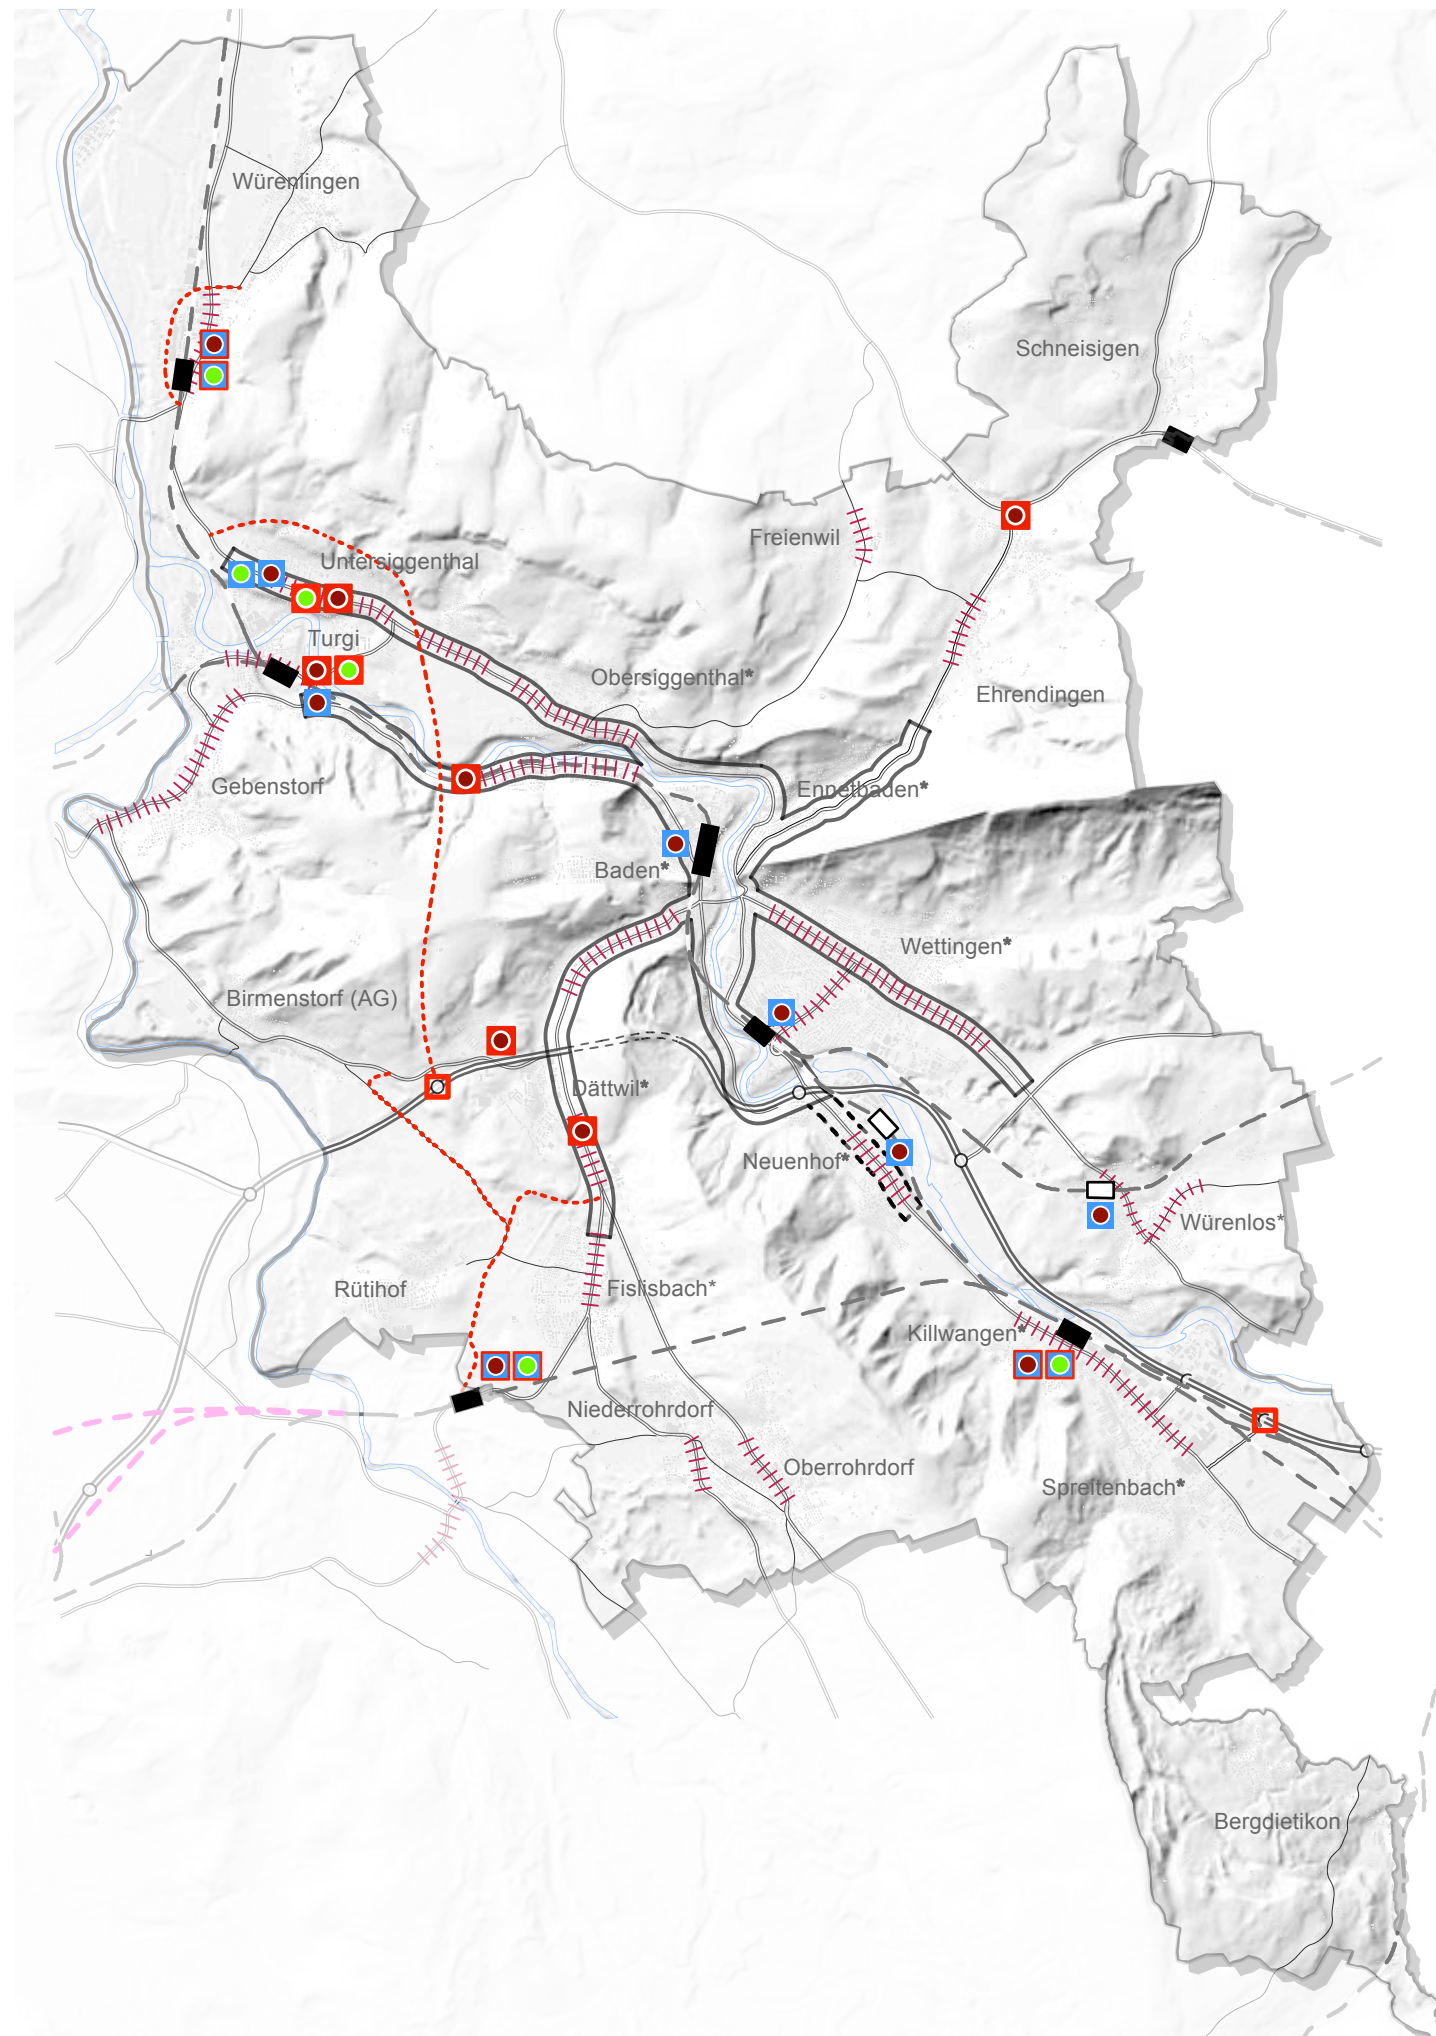 Würenlingen
Schneisigen
Freienwil
Untersiggenthal
Turgi
Obersiggenthal*
Ehrendingen
Gebenstorf
Ennetbaden*
Baden*
Wettingen*
Birmenstorf (AG)
Dättwil*
Neuenhof*
Würenlos*
Rütihof
Fislisbach*
Killwangen*
Niederrohrdorf
Oberrohrdorf
Spreitenbach*
Bergdietikon